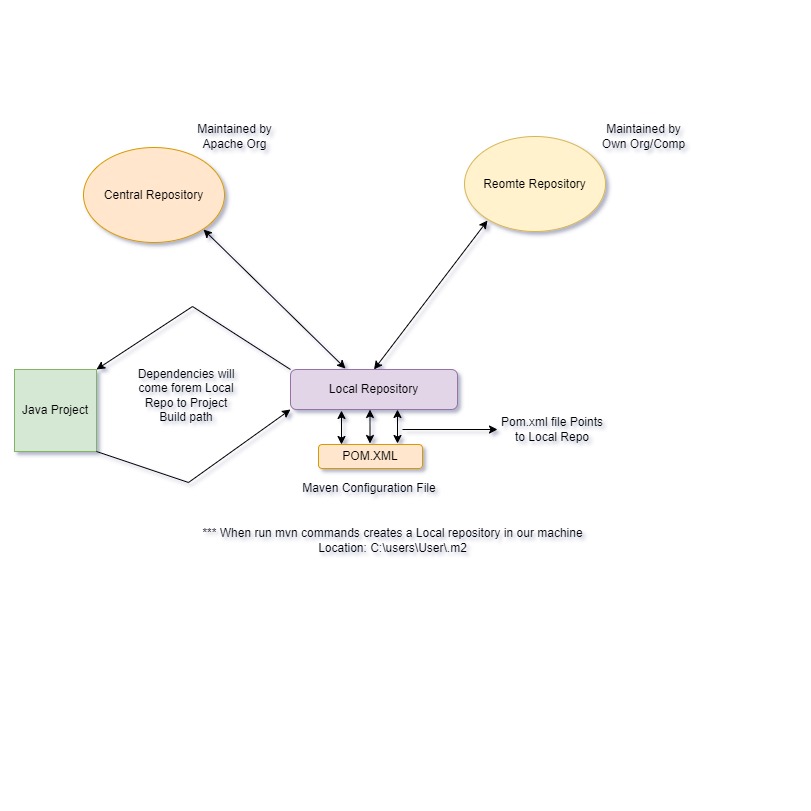 Maintained by
Apache Org
Maintained by
Own Org/Comp
Central Repository
Reomte Repository
Dependencies will
come forem Local
Repo to Project
Build path
Java Project
Local Repository
Pom.xml file Points
to Local Repo
POM.XML
Maven Configuration File
*** When run mvn commands creates a Local repository in our machine
Location: C:\users\User\.m2